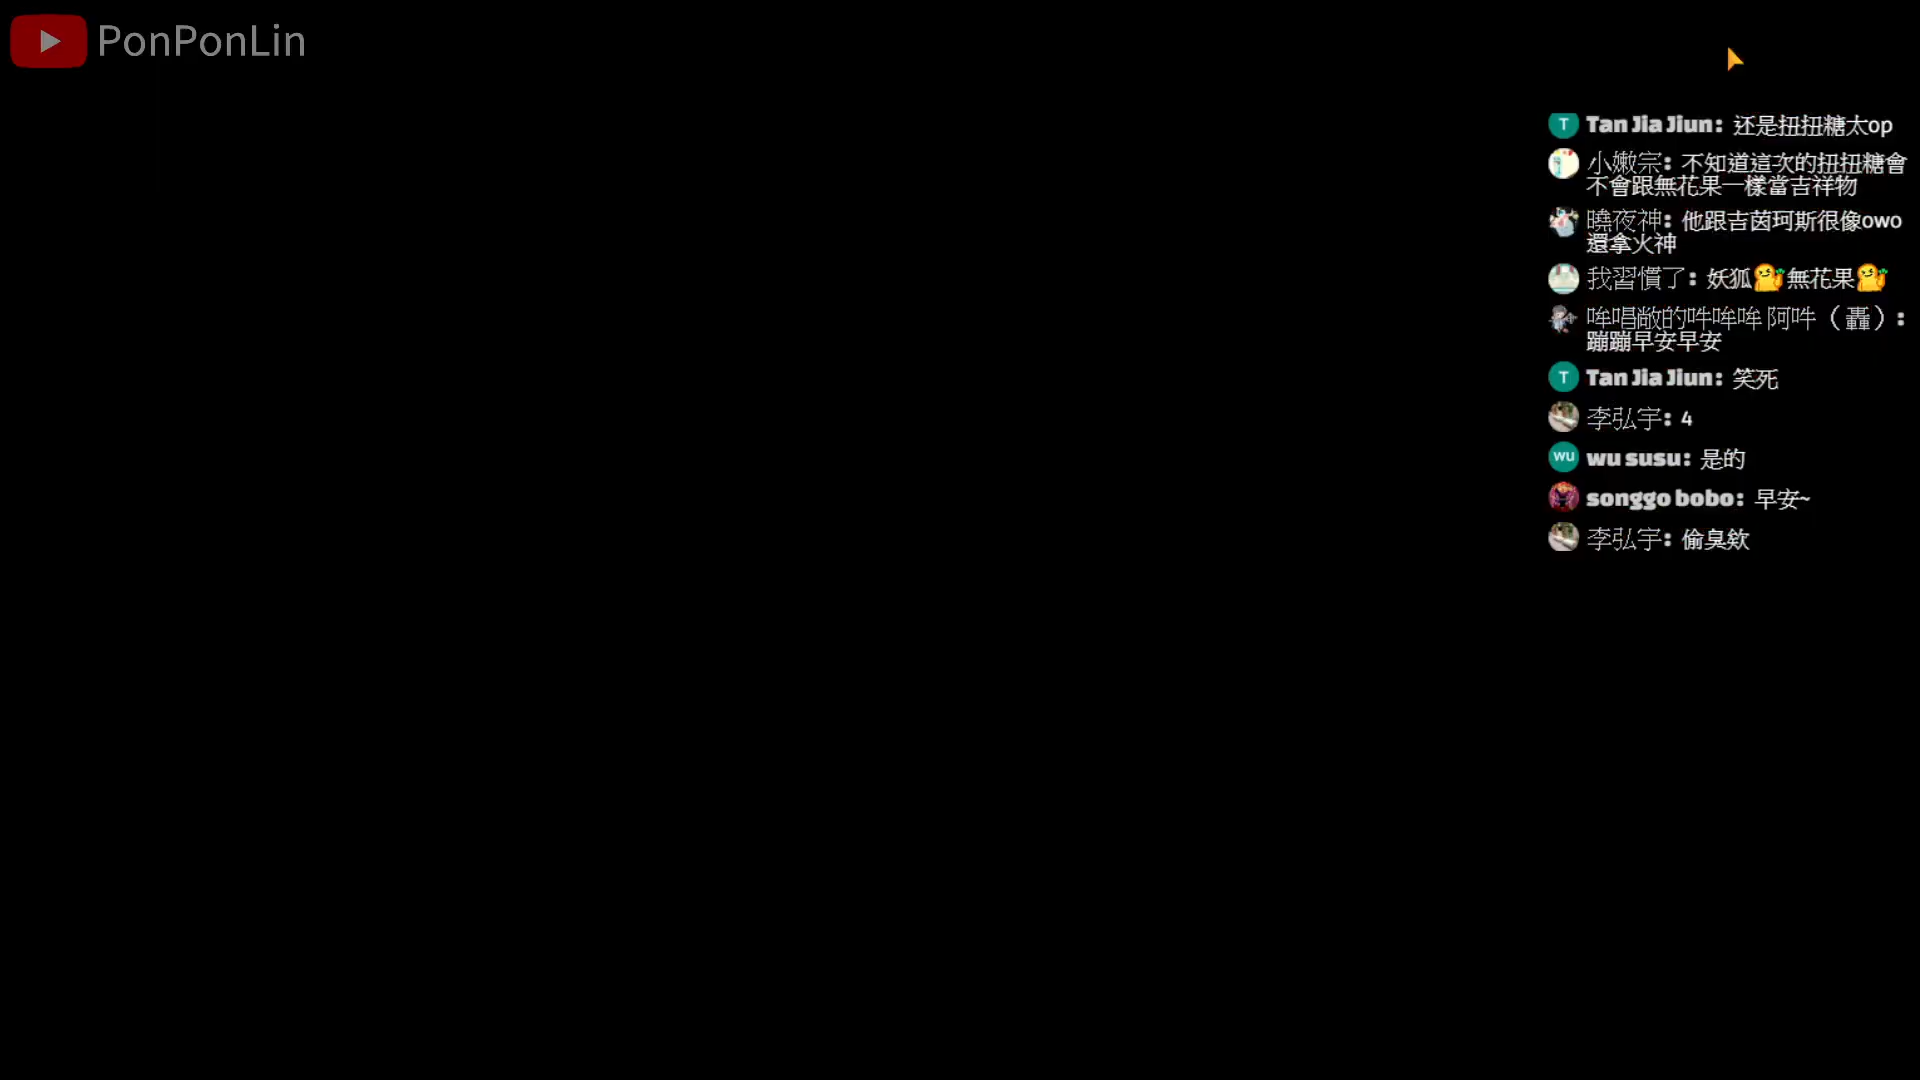 PonPonLin
Tan Jia Jiun: 还是扭扭糖太op
小嫩宗: 不知道這次的扭扭糖會
不會跟無花果一樣當吉祥物
曉夜神: 他跟吉茵珂斯很像owo
還拿火神
我習慣了: 妖狐無花果
哞唱敞的吽哞哞 阿吽（轟）:
蹦蹦早安早安
T Tan Jia Jiun: 笑死
李弘宇: 4
WU wu susu: 是的
songgo bobo: 早安~
李弘宇: 偷臭欸